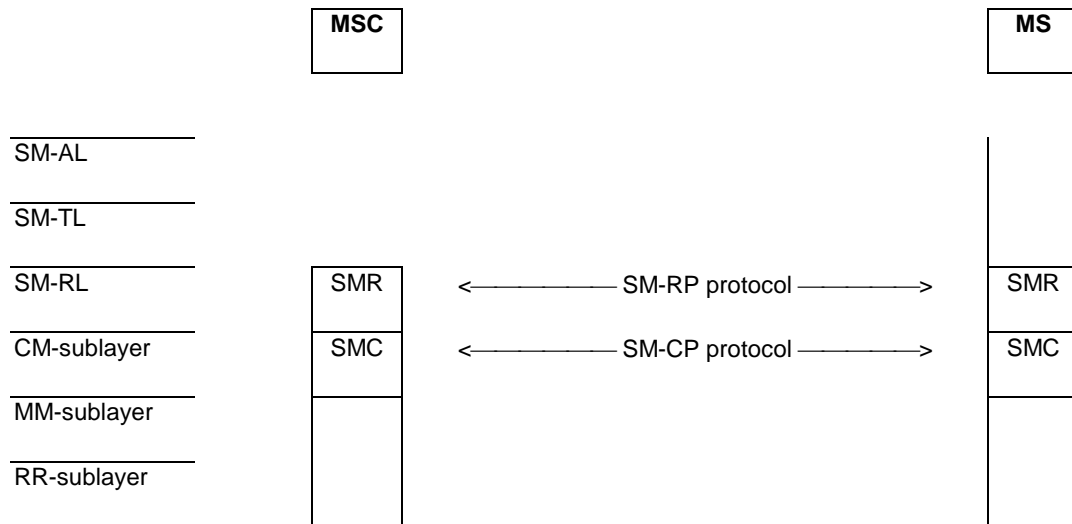 MSC MS
SM-AL
SM-TL
SM-RL SMR <—————— SM-RP protocol ——————> SMR
CM-sublayer SMC <—————— SM-CP protocol ——————> SMC
MM-sublayer
RR-sublayer